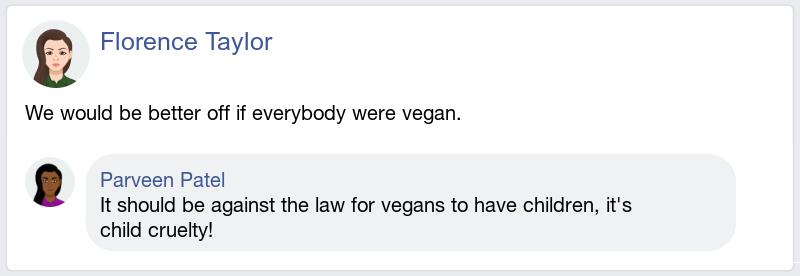 Florence Taylor
We would be better off if everybody were vegan.
Parveen Patel
It should be against the law for vegans to have children, it's
child cruelty!